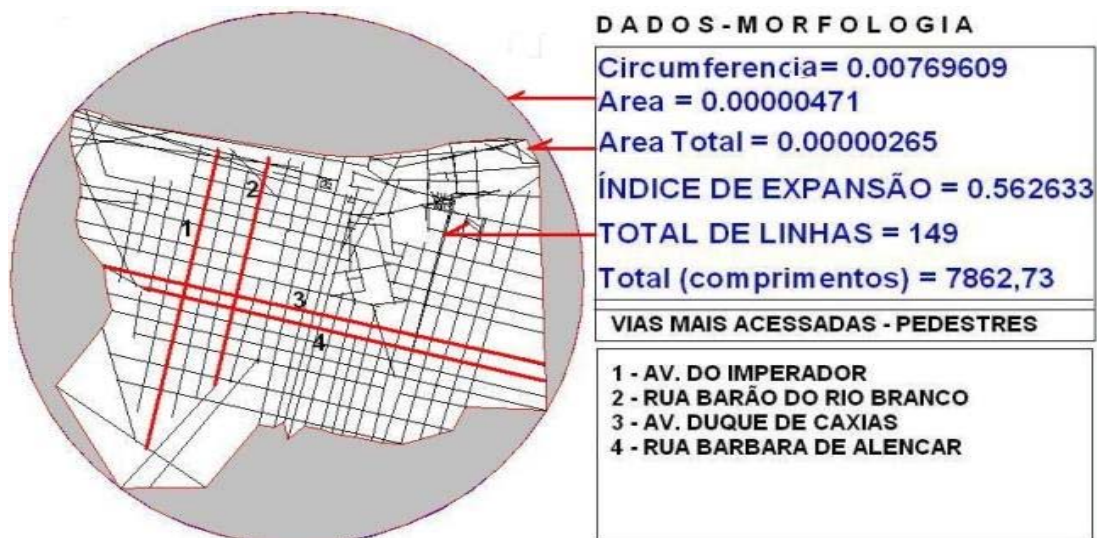 DADOS-MORFOLOGIA
Circumferencia= 0.00769609
Area = 0.00000471
Area Total = 0.00000265
ÍNDICE DE EXPANSÃO = 0.562633
TOTAL DE LINHAS = 149
Total (comprimentos) = 7862,73
VIAS MAIS ACESSADAS - PEDESTRES
1 - AV. DO IMPERADOR
2 - RUA BARÃO DO RIO BRANCO
3 - AV. DUQUE DE CAXIAS
4 - RUA BARBARA DE ALENCAR
2
1
3
4